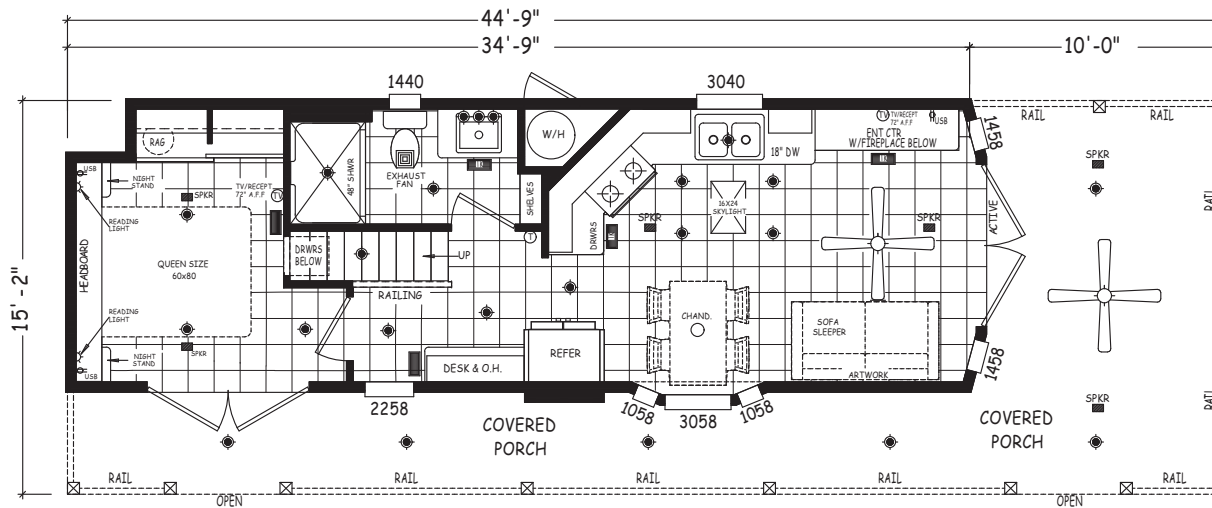 44'-9"
34'-9"
10'-0"
15'-2"
1440
3040
1458
RAIL
RAIL
RAIL
W/H
18" DW
TV
TV/RECEPT
72" A.F.F
USB
ENT CTR
W/FIREPLACE BELOW
RAG
48" SHWR
EXHAUST
FAN
SHELVES
USB
NIGHT
STAND
SPKR
TV/RECEPT
72" A.F.F
TV
READING
LIGHT
16X24
SKYLIGHT
SPKR
SPKR
SPKR
ACTIVE
DRWRS
T
HEADBOARD
QUEEN SIZE
60x80
DRWRS
BELOW
UP
RAILING
CHAND.
SOFA
SLEEPER
READING
LIGHT
NIGHT
STAND
SPKR
USB
DESK & O.H.
REFER
ARTWORK
1458
2258
1058
3058
1058
SPKR
RAIL
COVERED
PORCH
COVERED
PORCH
RAIL
RAIL
RAIL
RAIL
RAIL
OPEN
OPEN